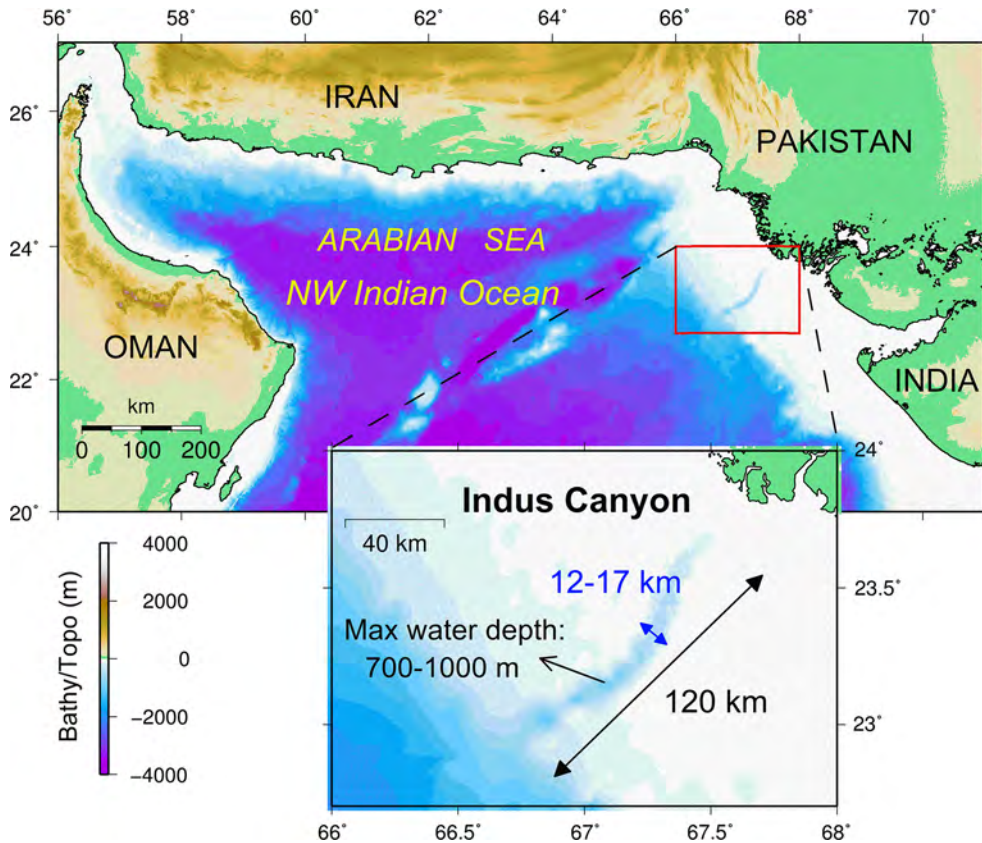 56° 58° 60° 62° 64° 66° 68° 70°
26°
24°
22°
20°
IRAN
PAKISTAN
ARABIAN SEA
NW Indian Ocean
OMAN
INDIA
km
0 100 200
56° 58° 60°
Bathy/Topo (m)
4000
2000
0
−2000
−4000
Indus Canyon
40 km
12-17 km
Max water depth:
700-1000 m
120 km
24°
23.5°
23°
66° 66.5° 67° 67.5° 68°